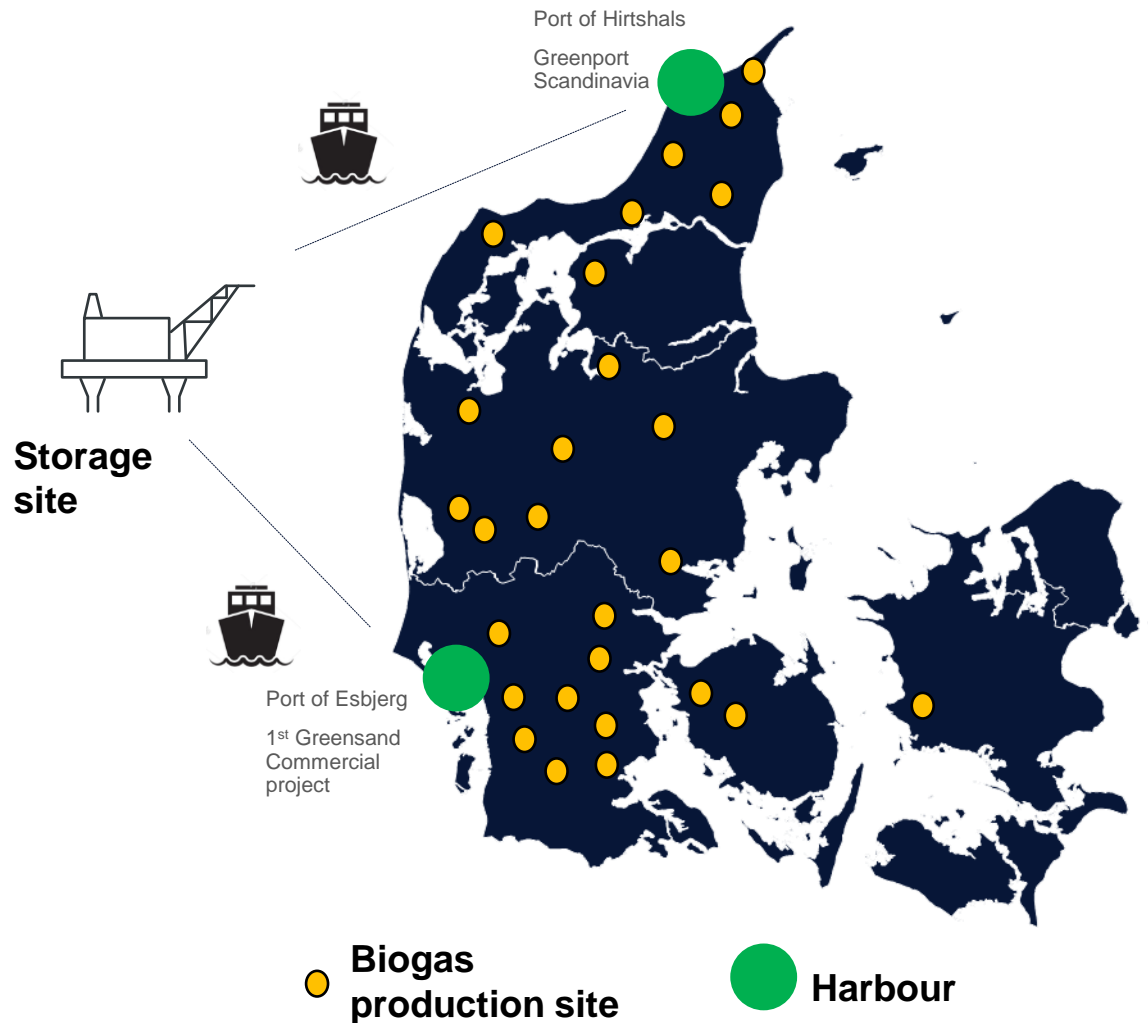 Port of Hirtshals
Greenport
Scandinavia
Storage
site
Port of Esbjerg
1st Greensand
Commercial
project
Biogas
production site
Harbour